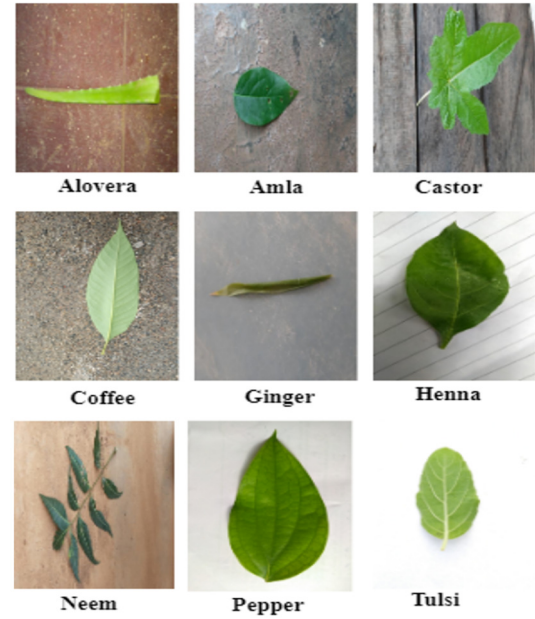 Alovera
Amla
Castor
Coffee
Ginger
Henna
Neem
Pepper
Tulsi